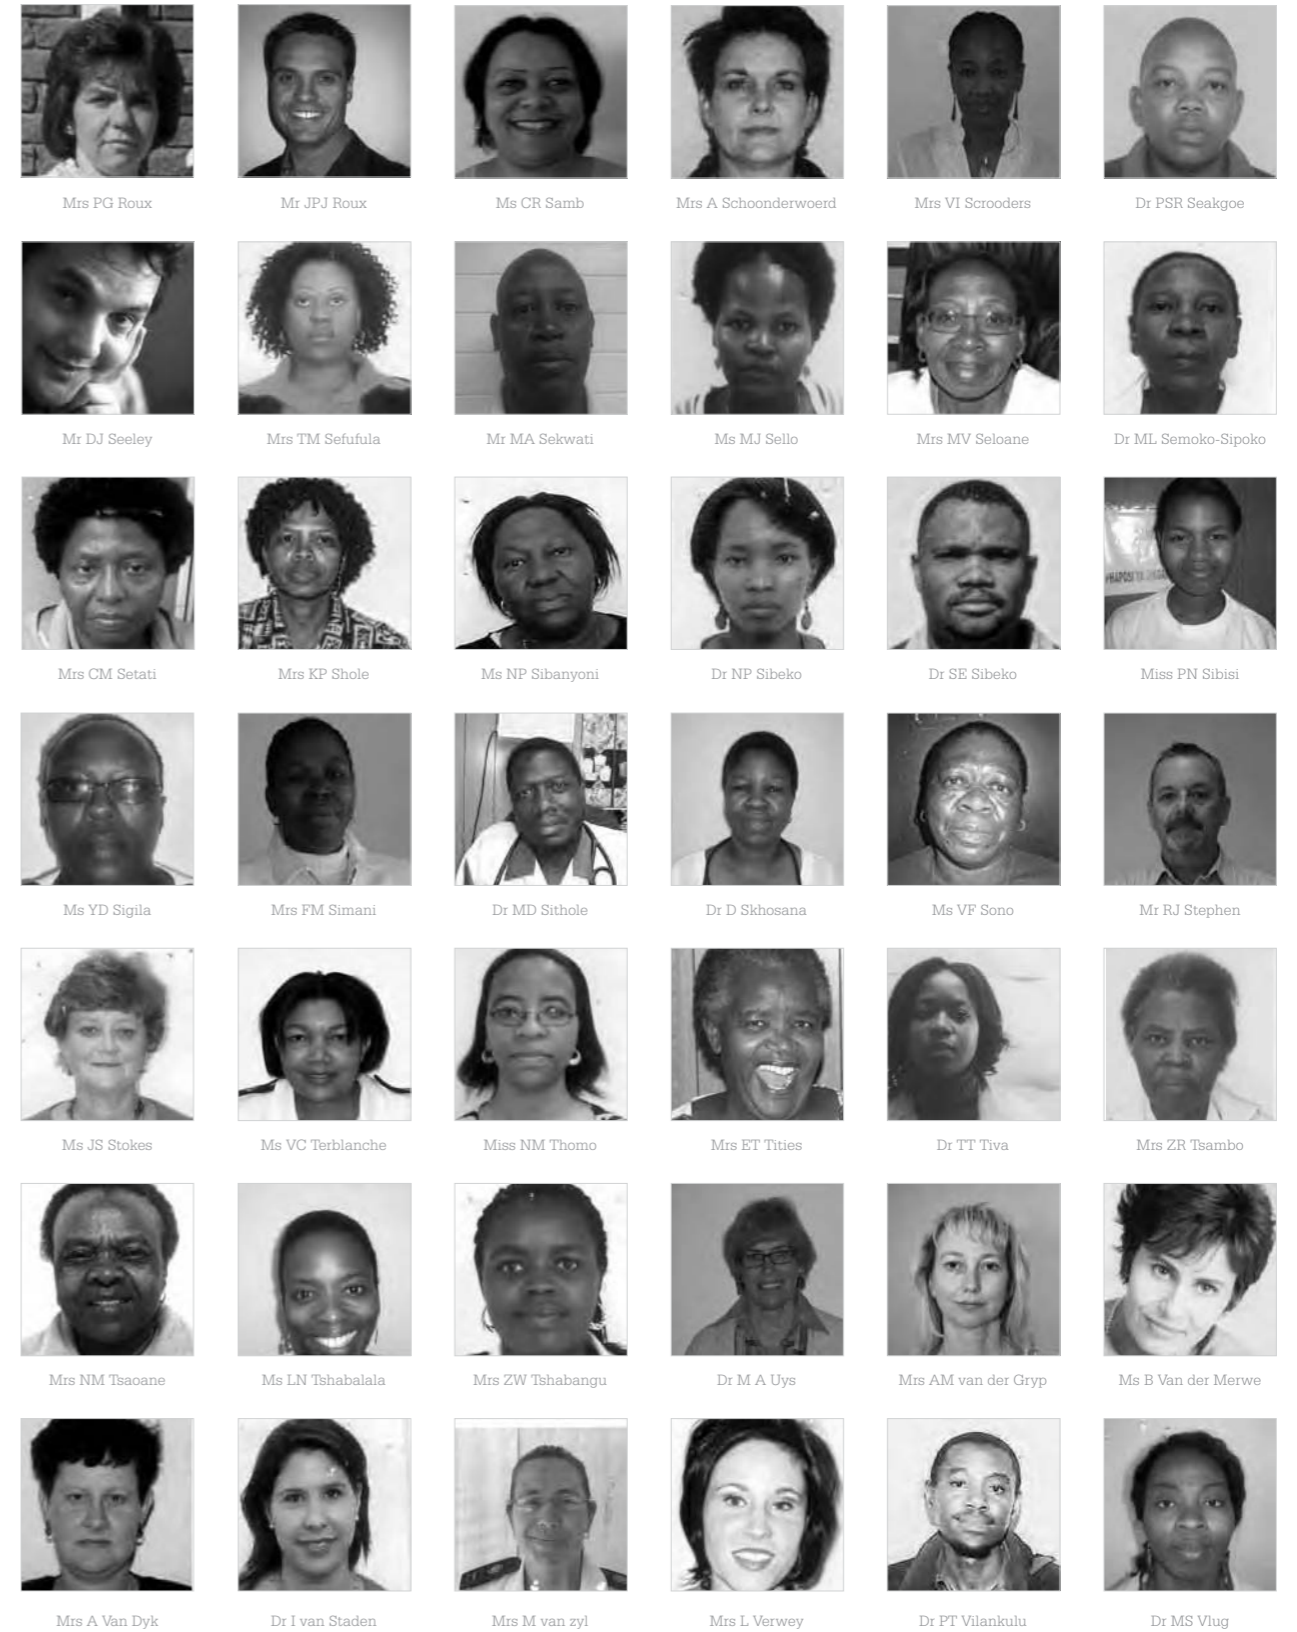 Mrs PG Roux
Mr JPJ Roux
Ms CR Samb
Mrs A Schoonderwoerd
Mrs VI Scrooders
Dr PSR Seakgoe
Mr DJ Seeley
Mrs TM Sefufula
Mr MA Sekwati
Ms MJ Sello
Mrs MV Seloane
Dr ML Semoko-Sipoko
Mrs CM Setati
Mrs KP Shole
Ms NP Sibanyoni
Dr NP Sibeko
Dr SE Sibeko
Miss PN Sibisi
Ms YD Sigila
Mrs FM Simani
Dr MD Sithole
Dr D Skhosana
Ms VF Sono
Mr RJ Stephen
Ms JS Stokes
Ms VC Terblanche
Miss NM Thomo
Mrs ET Tities
Dr TT Tiva
Mrs ZR Tsambo
Mrs NM Tsaoane
Ms LN Tshabalala
Mrs ZW Tshabangu
Dr M A Uys
Mrs AM van der Gryp
Ms B Van der Merwe
Mrs A Van Dyk
Dr I van Staden
Mrs M van zyl
Mrs L Verwey
Dr PT Vilankulu
Dr MS Vlug